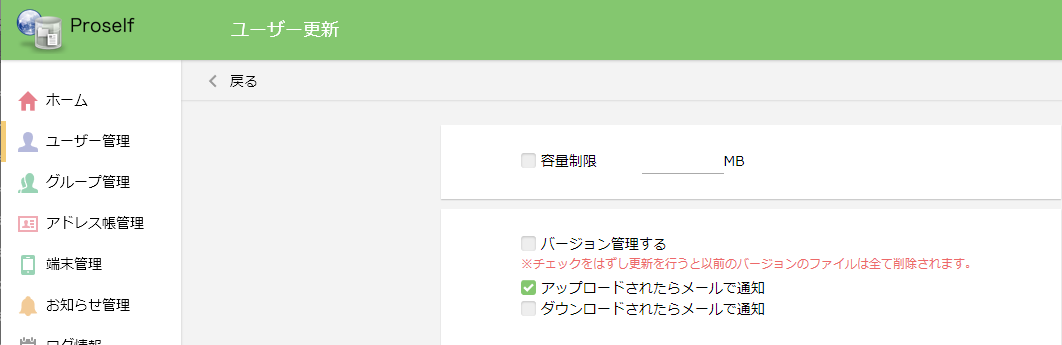 Proself
ユーザー更新
戻る
ホーム
ユーザー管理
グループ管理
アドレス帳管理
端末管理
お知らせ管理
ログ情報
容量制限 MB
バージョン管理する
※チェックをはずし更新を行うと以前のバージョンのファイルは全て削除されます。
アップロードされたらメールで通知
ダウンロードされたらメールで通知